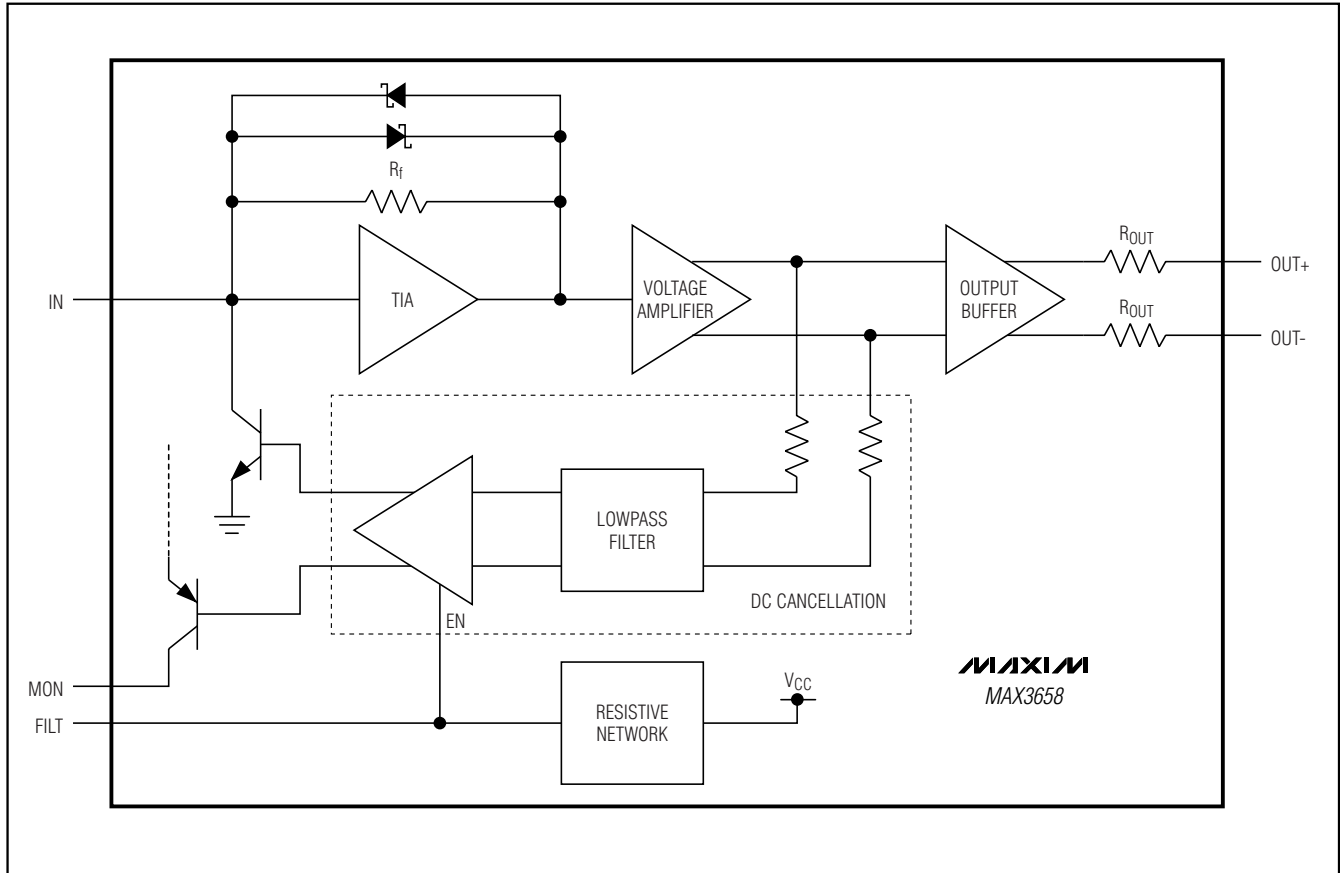 Rf
IN
TIA
VOLTAGE
AMPLIFIER
OUTPUT
BUFFER
ROUT
OUT+
ROUT
OUT-
LOWPASS
FILTER
DC CANCELLATION
EN
MON
FILT
RESISTIVE
NETWORK
VCC
MAXIM
MAX3658